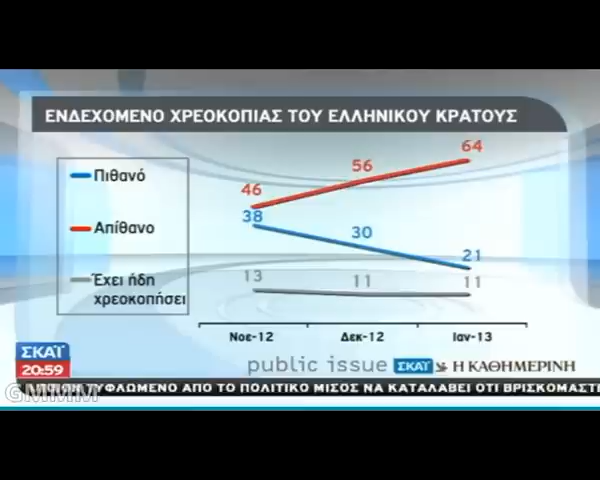 ΕΝΔΕΧΟΜΕΝΟ ΧΡΕΟΚΟΠΙΑΣ ΤΟΥ ΕΛΛΗΝΙΚΟΥ ΚΡΑΤΟΥΣ
Πιθανό
Απίθανο
Έχει ήδη
χρεοκοπήσει
46 56 64
38 30 21
13 11 11
Νοε-12 Δεκ-12 Ιαν-13
public issue ΣΚΑΪ Η ΚΑΘΗΜΕΡΙΝΗ
ΣΚΑΪ
20:59
ΤΥΦΛΩΜΕΝΟ ΑΠΟ ΤΟ ΠΟΛΙΤΙΚΟ ΜΙΣΟΣ ΝΑ ΚΑΤΑΛΑΒΕΙ ΟΤΙ ΒΡΙΣΚΟΜΑΣΤ
GMMM